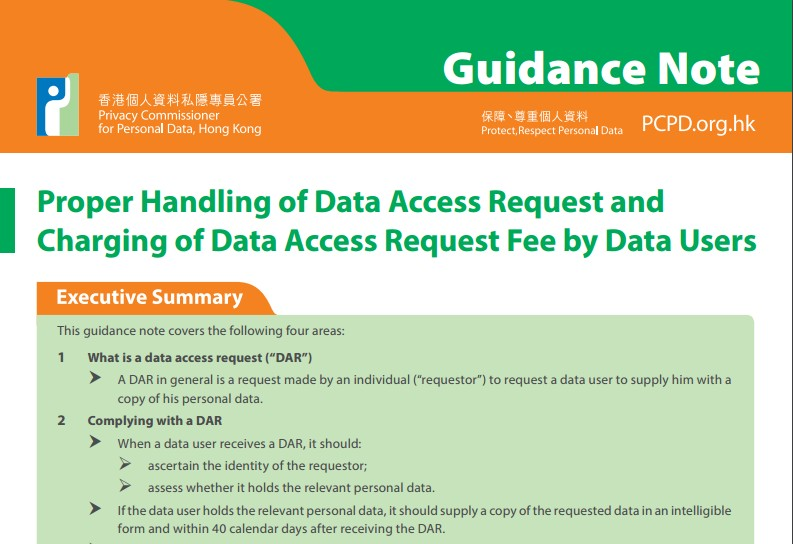 Guidance Note
香港個人資料私隱專員公署
Privacy Commissioner
for Personal Data, Hong Kong
保障、尊重個人資料
Protect,Respect Personal Data
PCPD.org.hk
Proper Handling of Data Access Request and
Charging of Data Access Request Fee by Data Users
Executive Summary
This guidance note covers the following four areas:
1 What is a data access request (“DAR”)
➤ A DAR in general is a request made by an individual (“requestor”) to request a data user to supply him with a
copy of his personal data.
2 Complying with a DAR
➤ When a data user receives a DAR, it should:
➢ ascertain the identity of the requestor;
➢ assess whether it holds the relevant personal data.
➤ If the data user holds the relevant personal data, it should supply a copy of the requested data in an intelligible
form and within 40 calendar days after receiving the DAR.